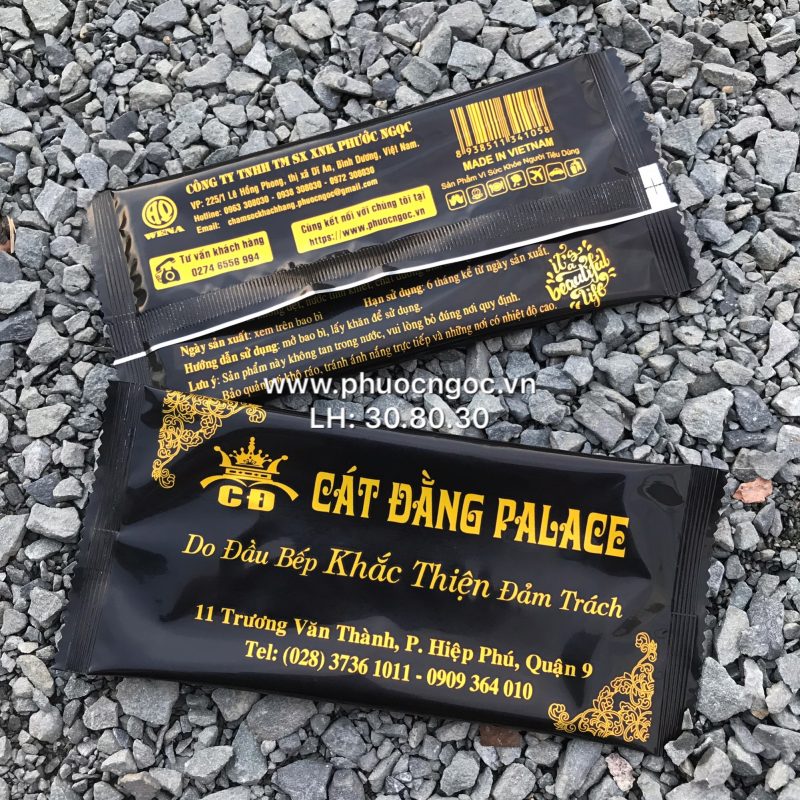 WENA
CÔNG TY TNHH TM SX XNK PHƯỚC NGỌC
VP: 225/1 Lê Hồng Phong, thị xã Dĩ An, Bình Dương, Việt Nam.
Hotline: 0963 308030 - 0938 308030 - 0972 308030
Email: chamsockhachhang.phuocngoc@gmail.com
Tư vấn khách hàng
0274 6556 994
Cùng kết nối với chúng tôi tại
https://www.phuocngoc.vn
8 938511 341058
MADE IN VIETNAM
Sản Phẩm Vì Sức Khỏe Người Tiêu Dùng
Hạn sử dụng: 6 tháng kể từ ngày sản xuất.
Ngày sản xuất: xem trên bao bì
Hướng dẫn sử dụng: mở bao bì, lấy khăn để sử dụng.
Lưu ý: Sản phẩm này không tan trong nước, vui lòng bỏ đúng nơi quy định.
Bảo quản: khô ráo, tránh ánh nắng trực tiếp và những nơi có nhiệt độ cao.
it's
a
beautiful
life
www.phuocngoc.vn
LH: 30.80.30
CĐ
CÁT ĐẰNG PALACE
Do Đầu Bếp Khắc Thiện Đảm Trách
11 Trương Văn Thành, P. Hiệp Phú, Quận 9
Tel: (028) 3736 1011 - 0909 364 010